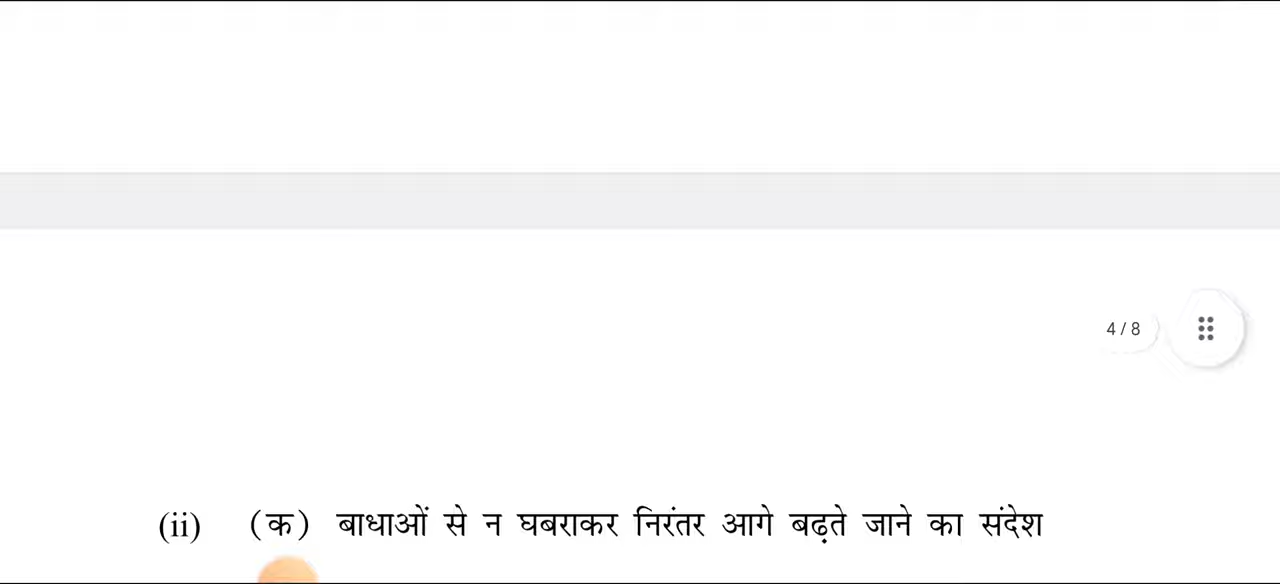 4 / 8
(ii) (क) बाधाओं से न घबराकर निरंतर आगे बढ़ते जाने का संदेश